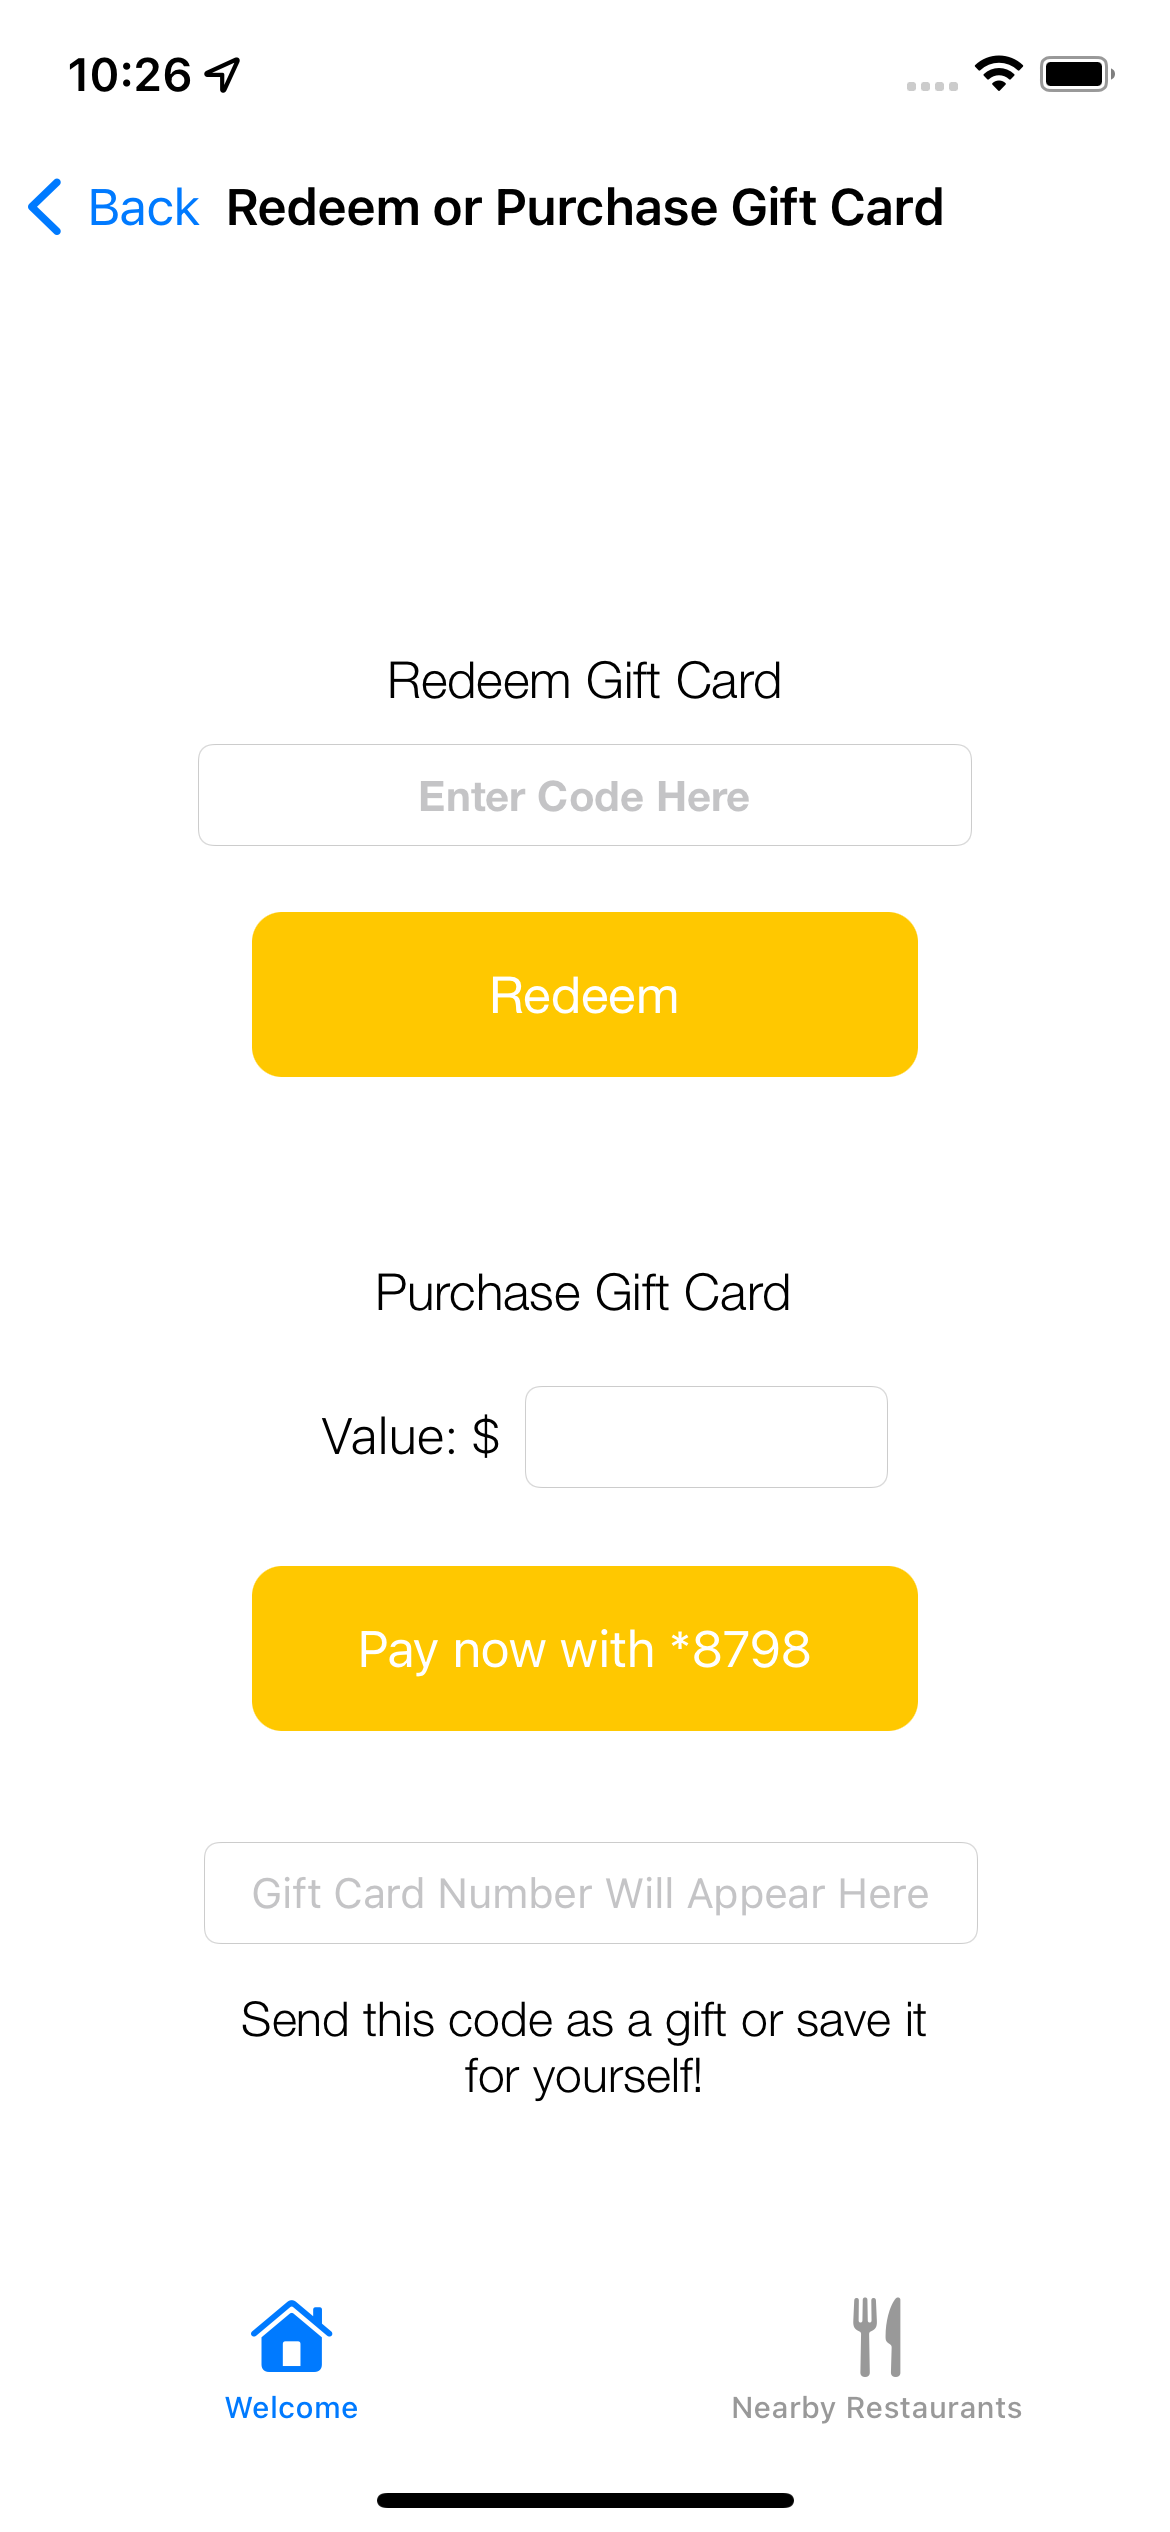 10:26
Back Redeem or Purchase Gift Card
Redeem Gift Card
Enter Code Here
Redeem
Purchase Gift Card
Value: $
Pay now with *8798
Gift Card Number Will Appear Here
Send this code as a gift or save it
for yourself!
Welcome
Nearby Restaurants